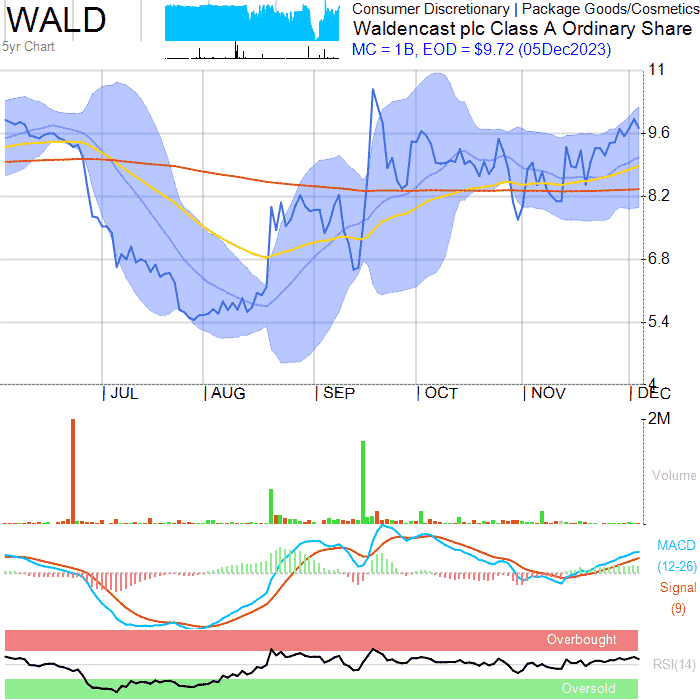 WALD
5yr Chart
Consumer Discretionary | Package Goods/Cosmetics
Waldencast plc Class A Ordinary Share
MC = 1B, EOD = $9.72 (05Dec2023)
11
9.6
8.2
6.8
5.4
4
JUL
AUG
SEP
OCT
NOV
DEC
2M
Volume
MACD
(12-26)
Signal
(9)
Overbought
RSI(14)
Oversold